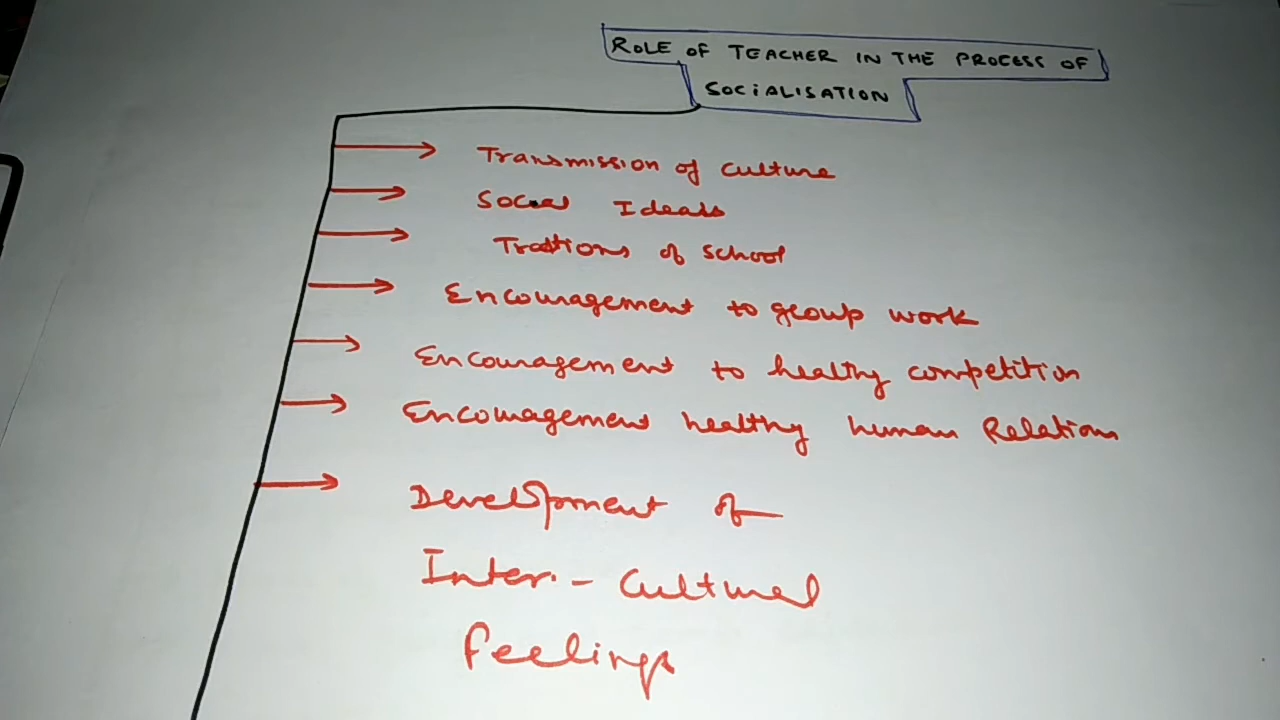 ROLE OF TEACHER IN THE PROCESS OF
SOCIALISATION
Transmission of culture
Social Ideals
Traditions of school
Encouragement to group work
Encouragement to healthy competition
Encouragement healthy human Relations
Development of
Inter - Cultural
feelings